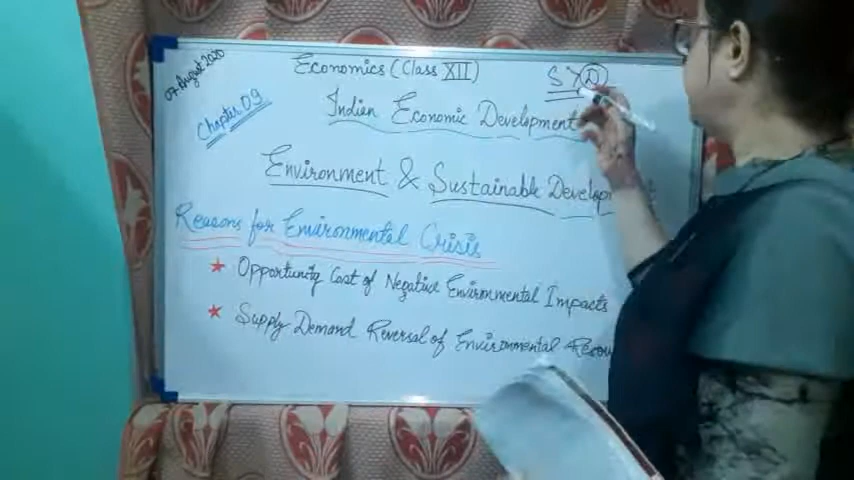 07 August 2020
Economics (Class XII)
S > D
Chapter 09
Indian Economic Development
Environment & Sustainable
Reasons for Environmental Crisis
★ Opportunity Cost of Negative Environmental Impacts
★ Supply Demand Reversal of Environmental